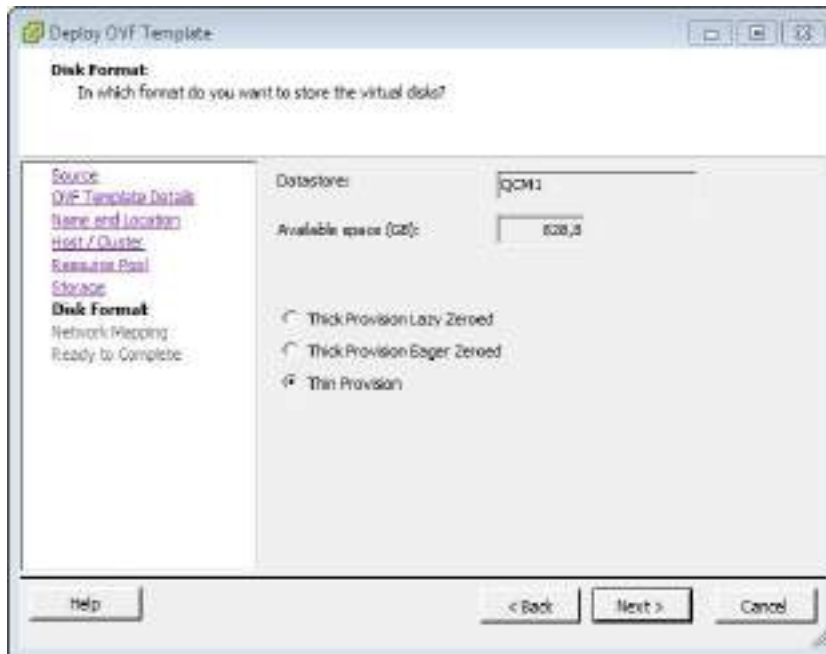 Deploy OVF Template
Disk Format
In which format do you want to store the virtual disks?
Source
OVF Template Details
Name and Location
Host / Cluster
Resource Pool
Storage
Disk Format
Network Mapping
Ready to Complete
Datastore:
QCM1
Available space (GB):
828,8
Thick Provision Lazy Zeroed
Thick Provision Eager Zeroed
Thin Provision
Help
< Back
Next >
Cancel